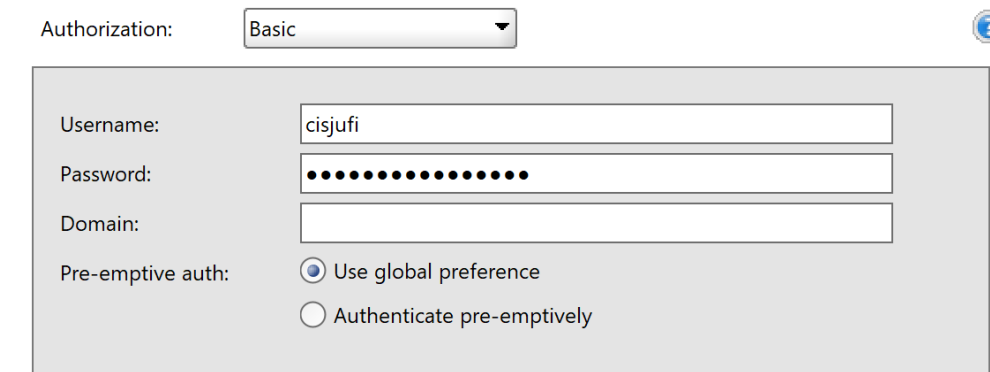 Authorization: Basic
Username: cisjufi
Password: ●●●●●●●●●●●●●●●●
Domain:
Pre-emptive auth: Use global preference
Authenticate pre-emptively